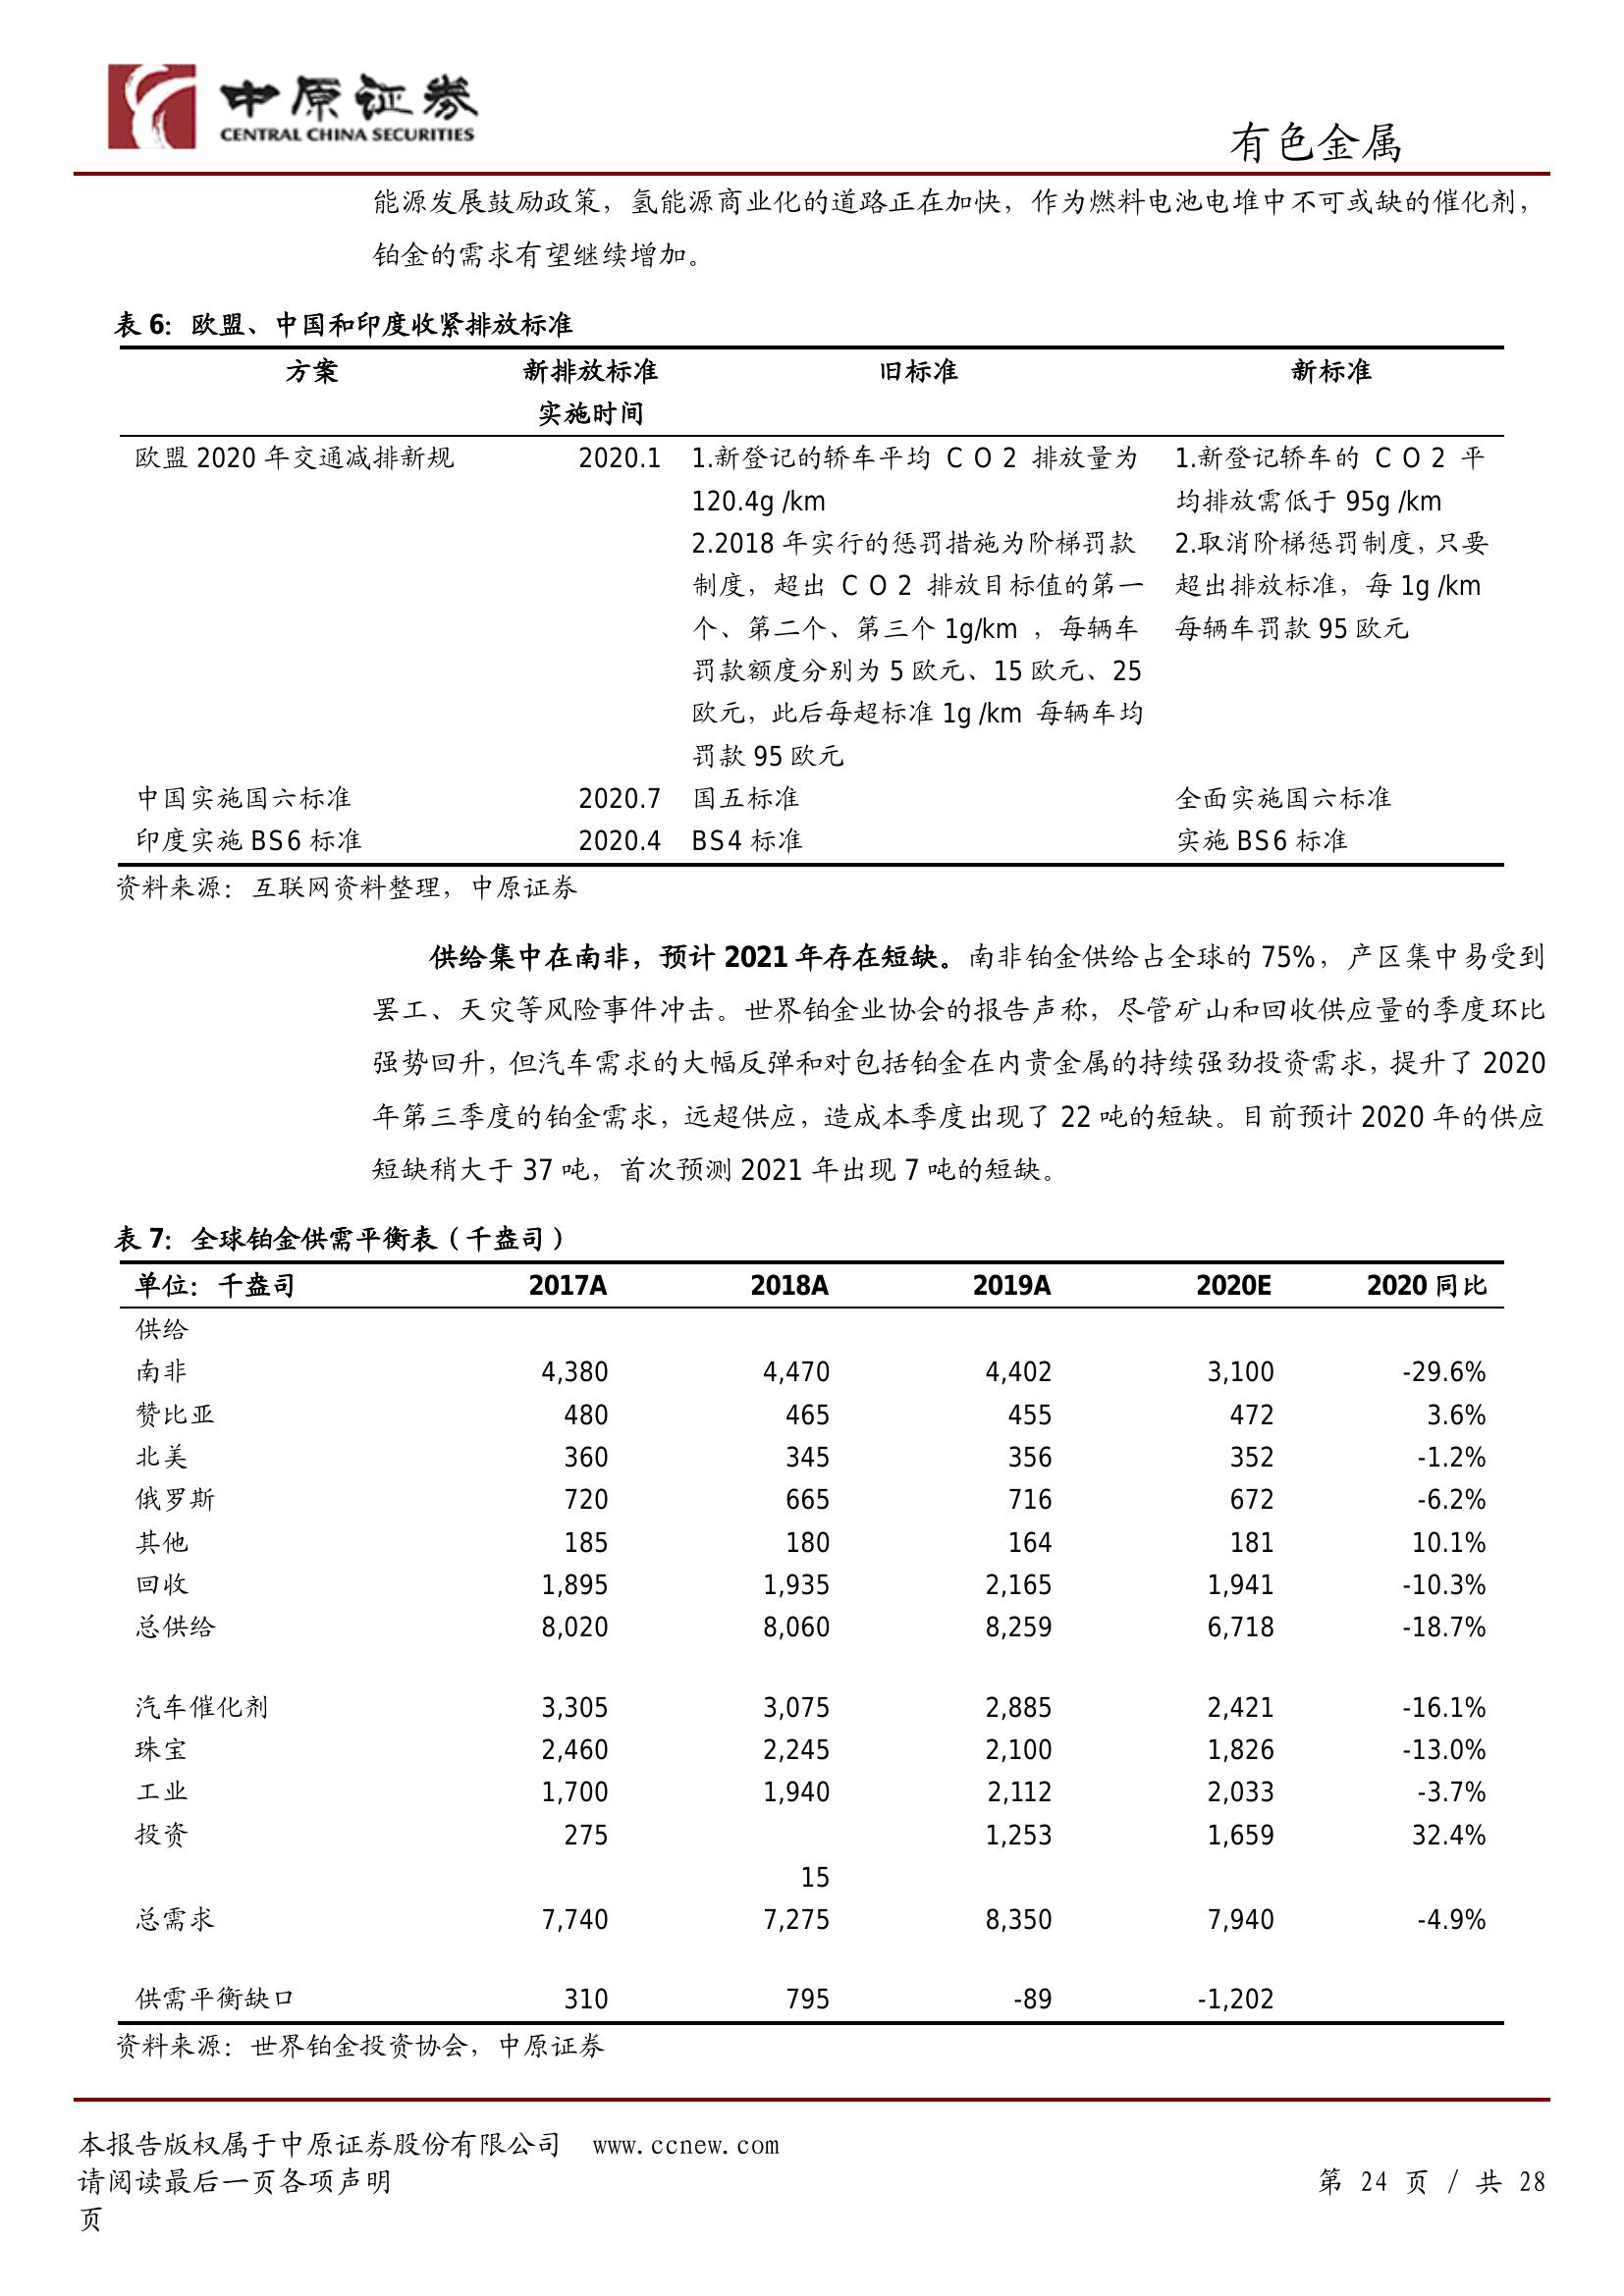 中原证券
CENTRAL CHINA SECURITIES
有色金属
能源发展鼓励政策，氢能源商业化的道路正在加快，作为燃料电池电堆中不可或缺的催化剂，
铂金的需求有望继续增加。
表 6：欧盟、中国和印度收紧排放标准
方案 新排放标准 旧标准 新标准
实施时间
欧盟 2020 年交通减排新规 2020.1 1.新登记的轿车平均 C O 2 排放量为 1.新登记轿车的 C O 2 平
120.4g /km 均排放需低于 95g /km
2.2018 年实行的惩罚措施为阶梯罚款 2.取消阶梯惩罚制度，只要
制度，超出 C O 2 排放目标值的第一 超出排放标准，每 1g /km
个、第二个、第三个 1g/km ，每辆车 每辆车罚款 95 欧元
罚款额度分别为 5 欧元、15 欧元、25
欧元，此后每超标准 1g /km 每辆车均
罚款 95 欧元
中国实施国六标准 2020.7 国五标准 全面实施国六标准
印度实施 BS6 标准 2020.4 BS4 标准 实施 BS6 标准
资料来源：互联网资料整理，中原证券
供给集中在南非，预计 2021 年存在短缺。南非铂金供给占全球的 75%，产区集中易受到
罢工、天灾等风险事件冲击。世界铂金业协会的报告声称，尽管矿山和回收供应量的季度环比
强势回升，但汽车需求的大幅反弹和对包括铂金在内贵金属的持续强劲投资需求，提升了 2020
年第三季度的铂金需求，远超供应，造成本季度出现了 22 吨的短缺。目前预计 2020 年的供应
短缺稍大于 37 吨，首次预测 2021 年出现 7 吨的短缺。
表 7：全球铂金供需平衡表（千盎司）
单位：千盎司 2017A 2018A 2019A 2020E 2020 同比
供给
南非 4,380 4,470 4,402 3,100 -29.6%
赞比亚 480 465 455 472 3.6%
北美 360 345 356 352 -1.2%
俄罗斯 720 665 716 672 -6.2%
其他 185 180 164 181 10.1%
回收 1,895 1,935 2,165 1,941 -10.3%
总供给 8,020 8,060 8,259 6,718 -18.7%
汽车催化剂 3,305 3,075 2,885 2,421 -16.1%
珠宝 2,460 2,245 2,100 1,826 -13.0%
工业 1,700 1,940 2,112 2,033 -3.7%
投资 275 1,253 1,659 32.4%
15
总需求 7,740 7,275 8,350 7,940 -4.9%
供需平衡缺口 310 795 -89 -1,202
资料来源：世界铂金投资协会，中原证券
本报告版权属于中原证券股份有限公司 www.ccnew.com
请阅读最后一页各项声明 第 24 页 / 共 28
页